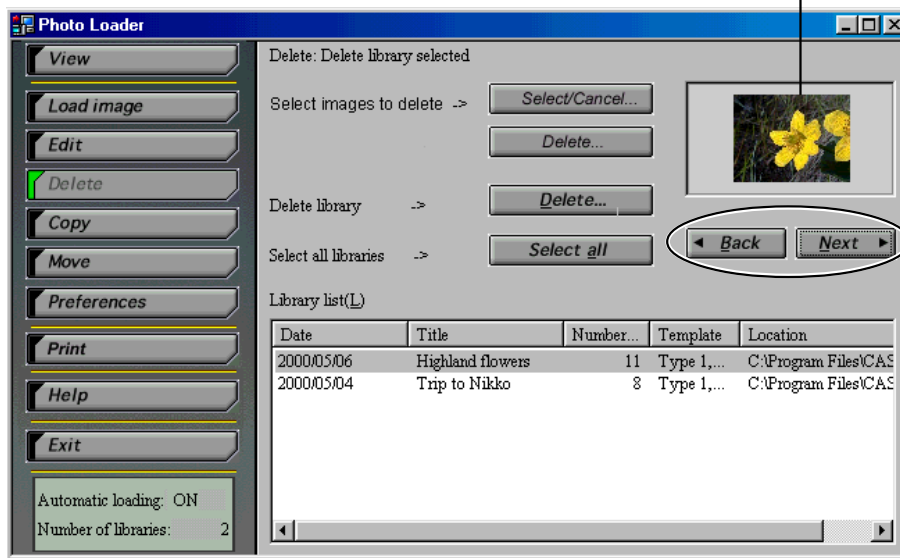 Photo Loader
View
Load image
Edit
Delete
Copy
Move
Preferences
Print
Help
Exit
Automatic loading: ON
Number of libraries: 2
Delete: Delete library selected
Select images to delete -> Select/Cancel...
Delete...
Delete library -> Delete...
Select all libraries -> Select all
Back Next
Library list(L)
Date Title Number... Template Location
2000/05/06 Highland flowers 11 Type 1,... C:\Program Files\CAS
2000/05/04 Trip to Nikko 8 Type 1,... C:\Program Files\CAS